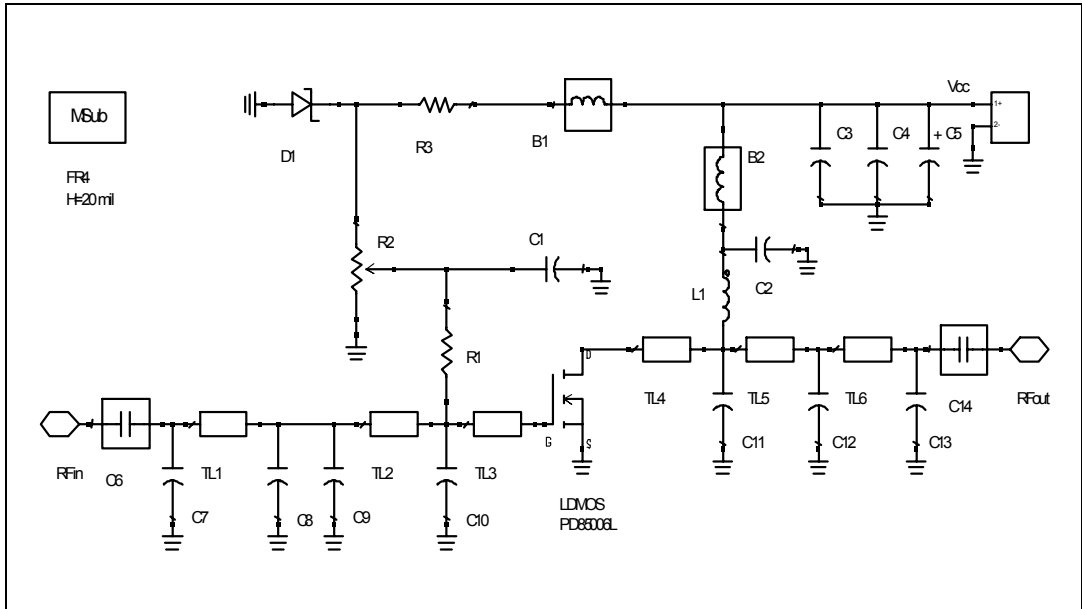 MSub
FR4
H=20 mil
D1
R3
B1
Vcc
1+
2-
C3
C4
+ C5
B2
R2
C1
L1
C2
R1
D
G
S
TL4
TL5
TL6
C14
RFout
RFin
C6
TL1
TL2
TL3
C7
C8
C9
C10
C11
C12
C13
LDMOS
PD85006L